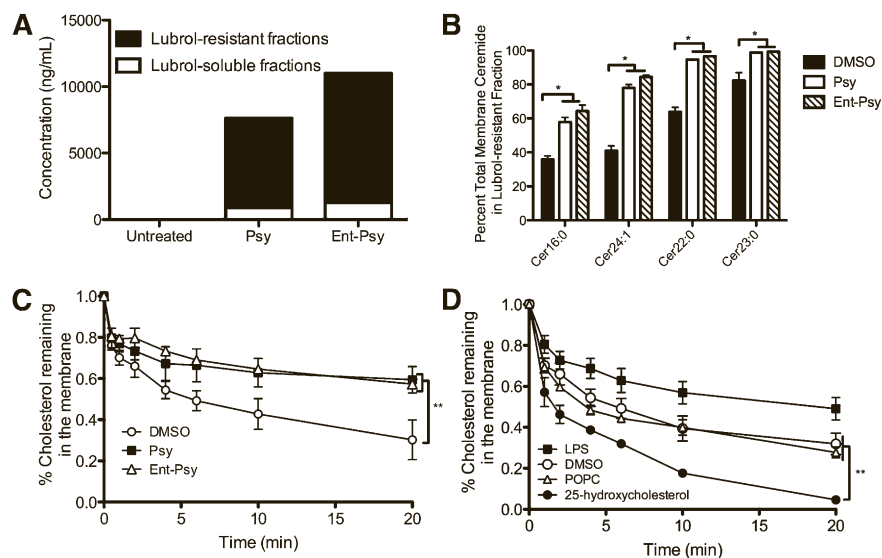 A
Concentration (ng/mL)
15000
10000
5000
0
Lubrol-resistant fractions
Lubrol-soluble fractions
Untreated
Psy
Ent-Psy
B
Percent Total Membrane Ceremide
in Lubrol-resistant Fraction
100
80
60
40
20
0
*
*
*
*
DMSO
Psy
Ent-Psy
Cer16:0
Cer24:1
Cer22:0
Cer23:0
C
% Cholesterol remaining
in the membrane
1.0
0.8
0.6
0.4
0.2
0.0
DMSO
Psy
Ent-Psy
**
0
5
10
15
20
Time (min)
D
% Cholesterol remaining
in the membrane
1.0
0.8
0.6
0.4
0.2
0.0
LPS
DMSO
POPC
25-hydroxycholesterol
**
0
5
10
15
20
Time (min)